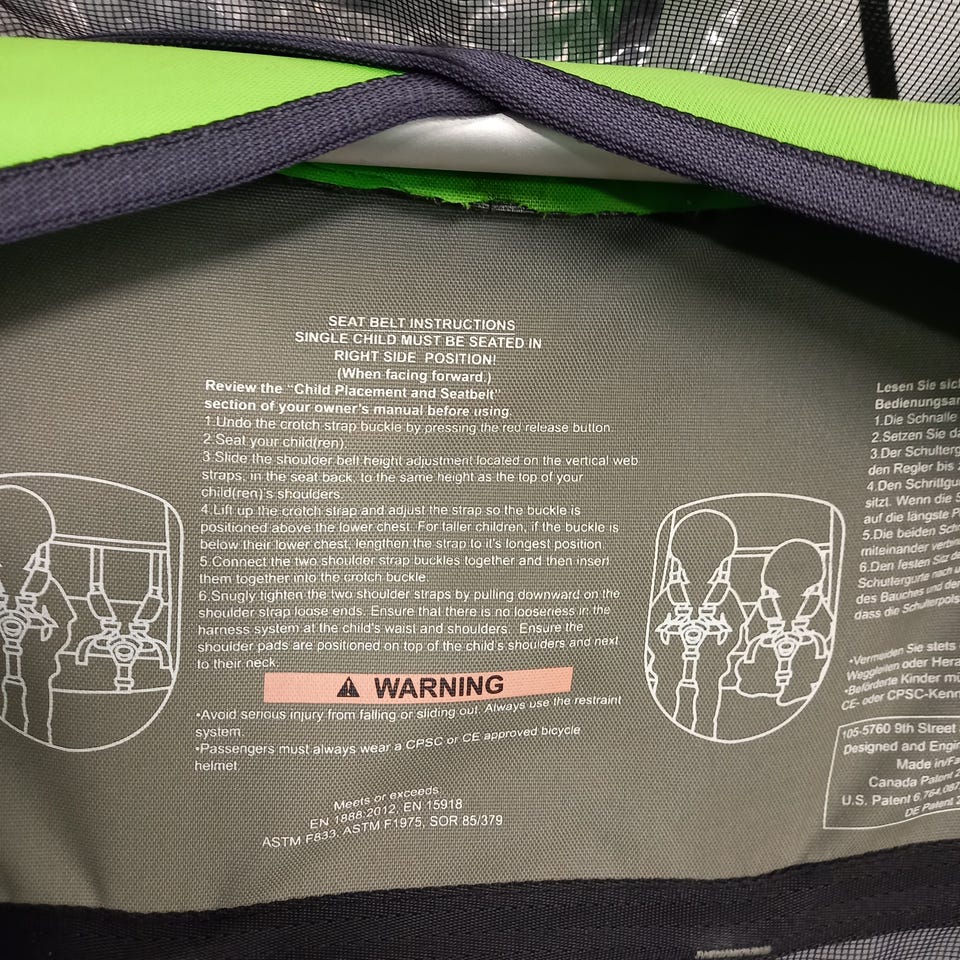 SEAT BELT INSTRUCTIONS
SINGLE CHILD MUST BE SEATED IN
RIGHT SIDE POSITION!
(When facing forward.)
Review the "Child Placement and Seatbelt"
section of your owner's manual before using.
1.Undo the crotch strap buckle by pressing the red release button.
2.Seat your child(ren).
3.Slide the shoulder belt height adjustment located on the vertical web
straps, in the seat back, to the same height as the top of your
child(ren)'s shoulders.
4.Lift up the crotch strap and adjust the strap so the buckle is
positioned above the lower chest. For taller children, if the buckle is
below their lower chest, lengthen the strap to it's longest position.
5.Connect the two shoulder strap buckles together and then insert
them together into the crotch buckle.
6.Snugly tighten the two shoulder straps by pulling downward on the
shoulder strap loose ends. Ensure that there is no looseness in the
harness system at the child's waist and shoulders. Ensure the
shoulder pads are positioned on top of the child's shoulders and next
to their neck.
WARNING
•Avoid serious injury from falling or sliding out. Always use the restraint
system.
•Passengers must always wear a CPSC or CE approved bicycle
helmet.
Meets or exceeds:
EN 1888:2012, EN 15918
ASTM F833, ASTM F1975, SOR 85/379
Lesen Sie
1.Die Schnalle
2.Setzen Sie
3.Der
den Regler bis
4.Den
sitzt. Wenn die
auf die längste
5.Die beiden
miteinander
6.Den festen Sitz der
Schultergurte nach
des Bauches und
dass die
•Vermeiden Sie stets
Weggleiten oder
•Beförderte Kinder
CE- oder
105-5760 9th Street
Designed and
Made in/
Canada Patent
U.S. Patent 6,764,
DE Patent